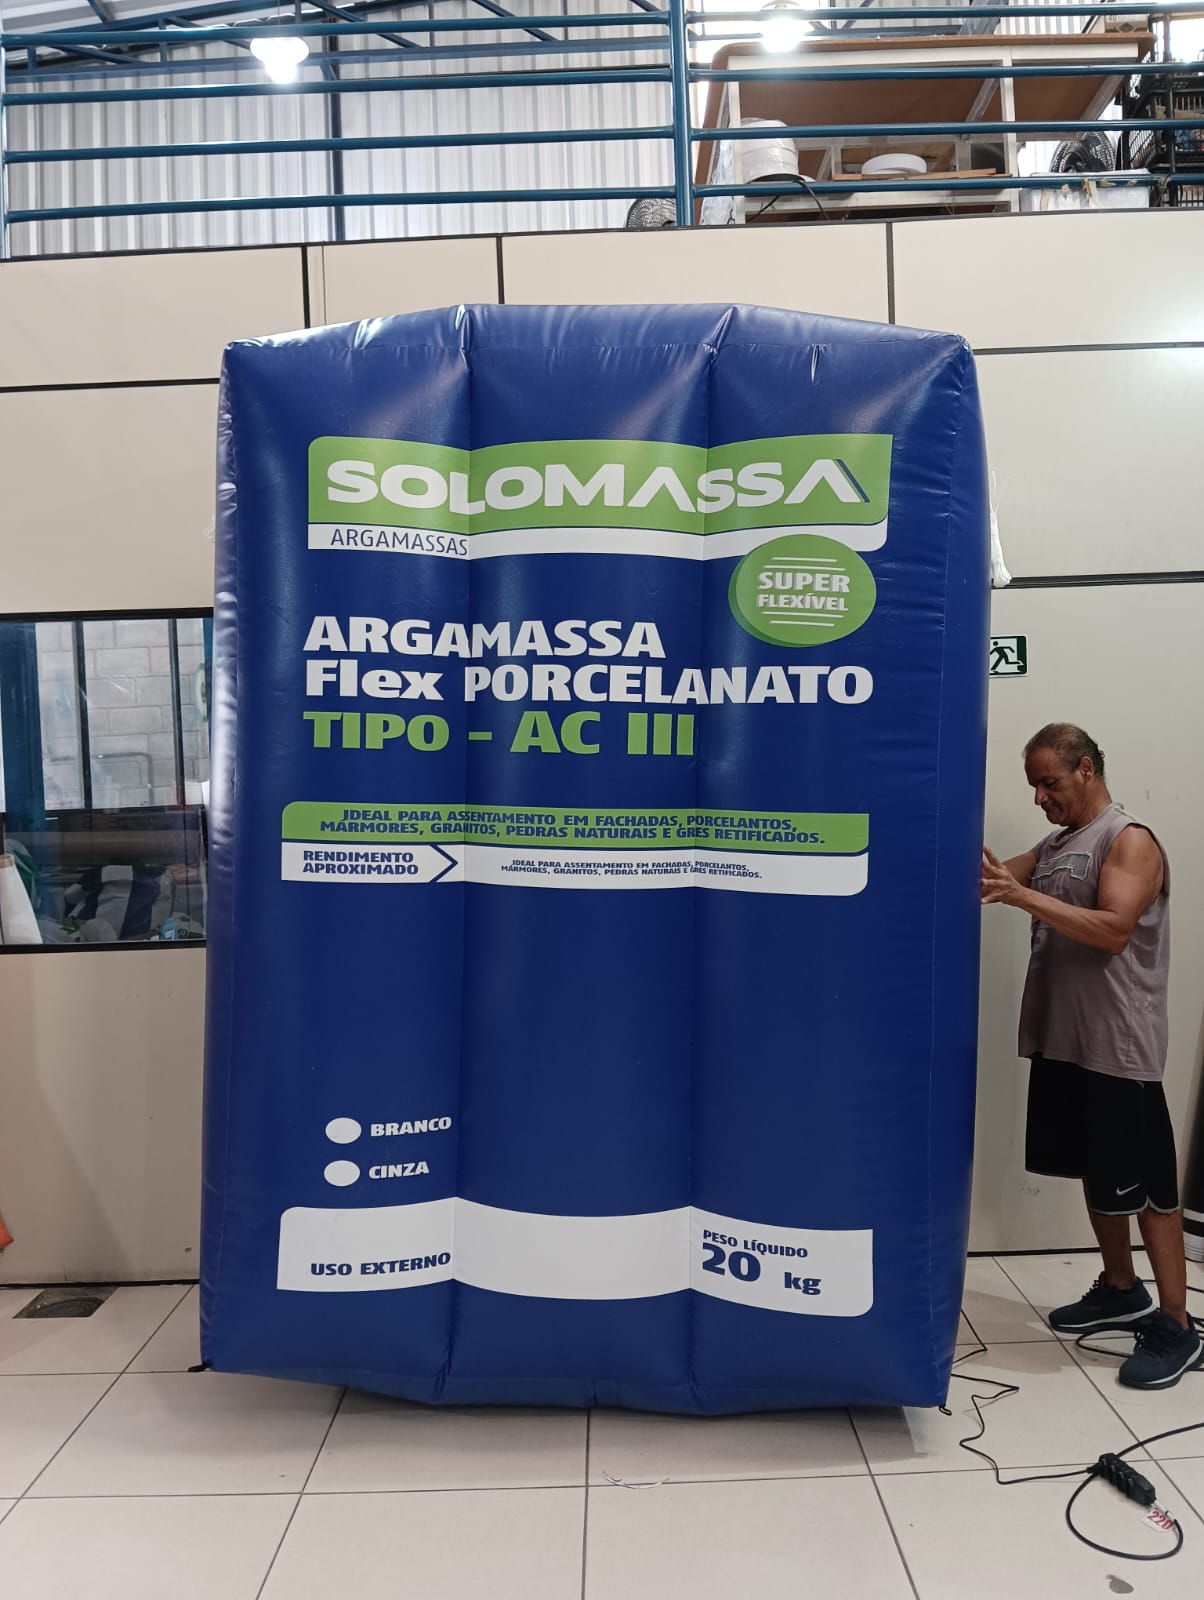 SOLOMASSA
ARGAMASSAS
SUPER
FLEXÍVEL
ARGAMASSA
Flex PORCELANATO
TIPO - AC III
IDEAL PARA ASSENTAMENTO EM FACHADAS, PORCELANTOS,
MÁRMORES, GRANITOS, PEDRAS NATURAIS E GRES RETIFICADOS.
RENDIMENTO
APROXIMADO
IDEAL PARA ASSENTAMENTO EM FACHADAS, PORCELANTOS,
MÁRMORES, GRANITOS, PEDRAS NATURAIS E GRES RETIFICADOS.
BRANCO
CINZA
USO EXTERNO
PESO LÍQUIDO
20 kg
220